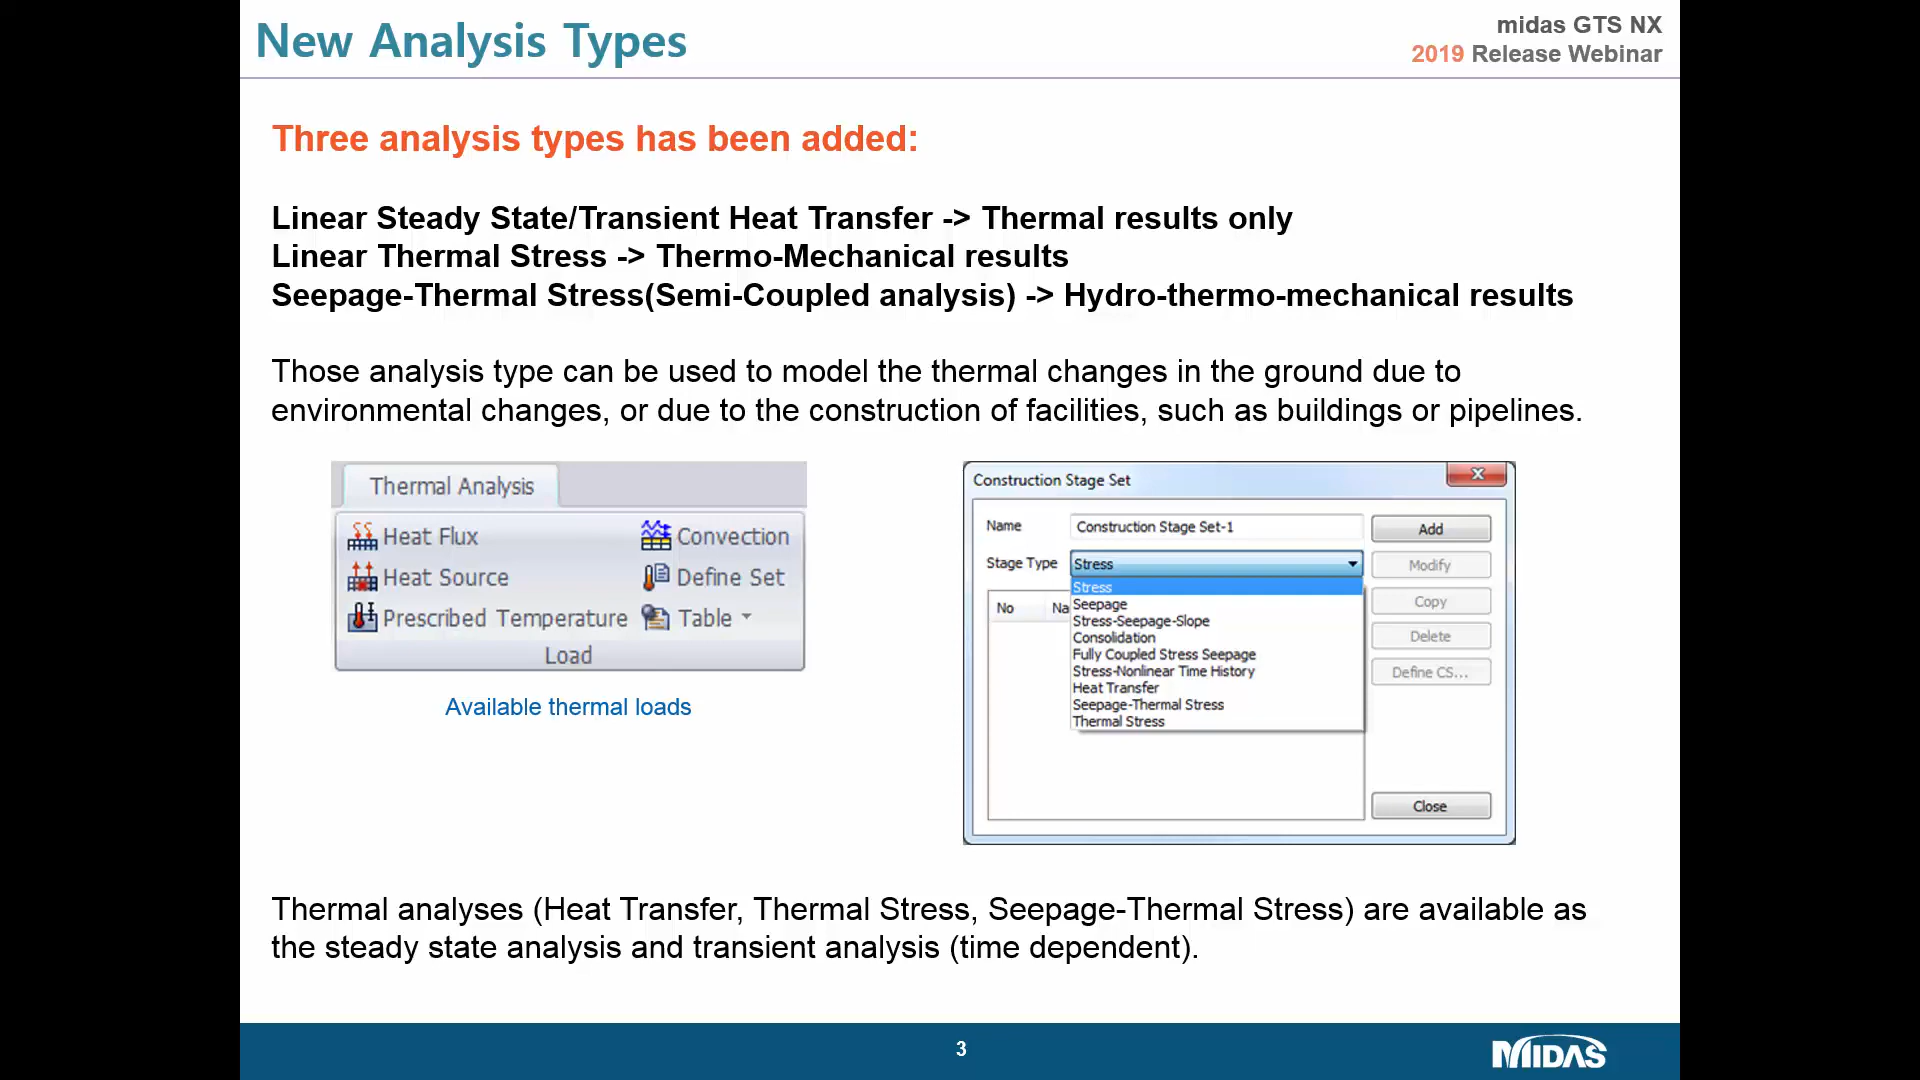 New Analysis Types
midas GTS NX
2019 Release Webinar
Three analysis types has been added:
Linear Steady State/Transient Heat Transfer -> Thermal results only
Linear Thermal Stress -> Thermo-Mechanical results
Seepage-Thermal Stress(Semi-Coupled analysis) -> Hydro-thermo-mechanical results
Those analysis type can be used to model the thermal changes in the ground due to
environmental changes, or due to the construction of facilities, such as buildings or pipelines.
Thermal Analysis
Heat Flux
Convection
Heat Source
Define Set
Prescribed Temperature
Table
Load
Available thermal loads
Construction Stage Set
Name
Construction Stage Set-1
Add
Stage Type
Stress
Modify
No
Na
Stress
Seepage
Stress-Seepage-Slope
Consolidation
Fully Coupled Stress Seepage
Stress-Nonlinear Time History
Heat Transfer
Seepage-Thermal Stress
Thermal Stress
Copy
Delete
Define CS...
Close
Thermal analyses (Heat Transfer, Thermal Stress, Seepage-Thermal Stress) are available as
the steady state analysis and transient analysis (time dependent).
3
MIDAS